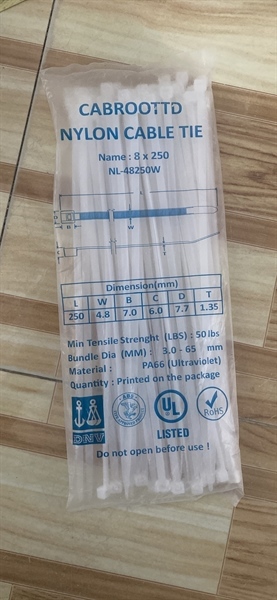 CABROOTTD
NYLON CABLE TIE
Name : 8 x 250
NL-48250W
L
B
W
Dimension(mm)
L W B C D T
250 4.8 7.0 6.0 7.7 1.35
Min Tensile Strenght (LBS) : 50lbs
Bundle Dia (MM) : 3.0 - 65 mm
Material : PA66 (Ultraviolet)
Quantity : Printed on the package
DNV
ABS
UL
LISTED
RoHS
Do not open before use !